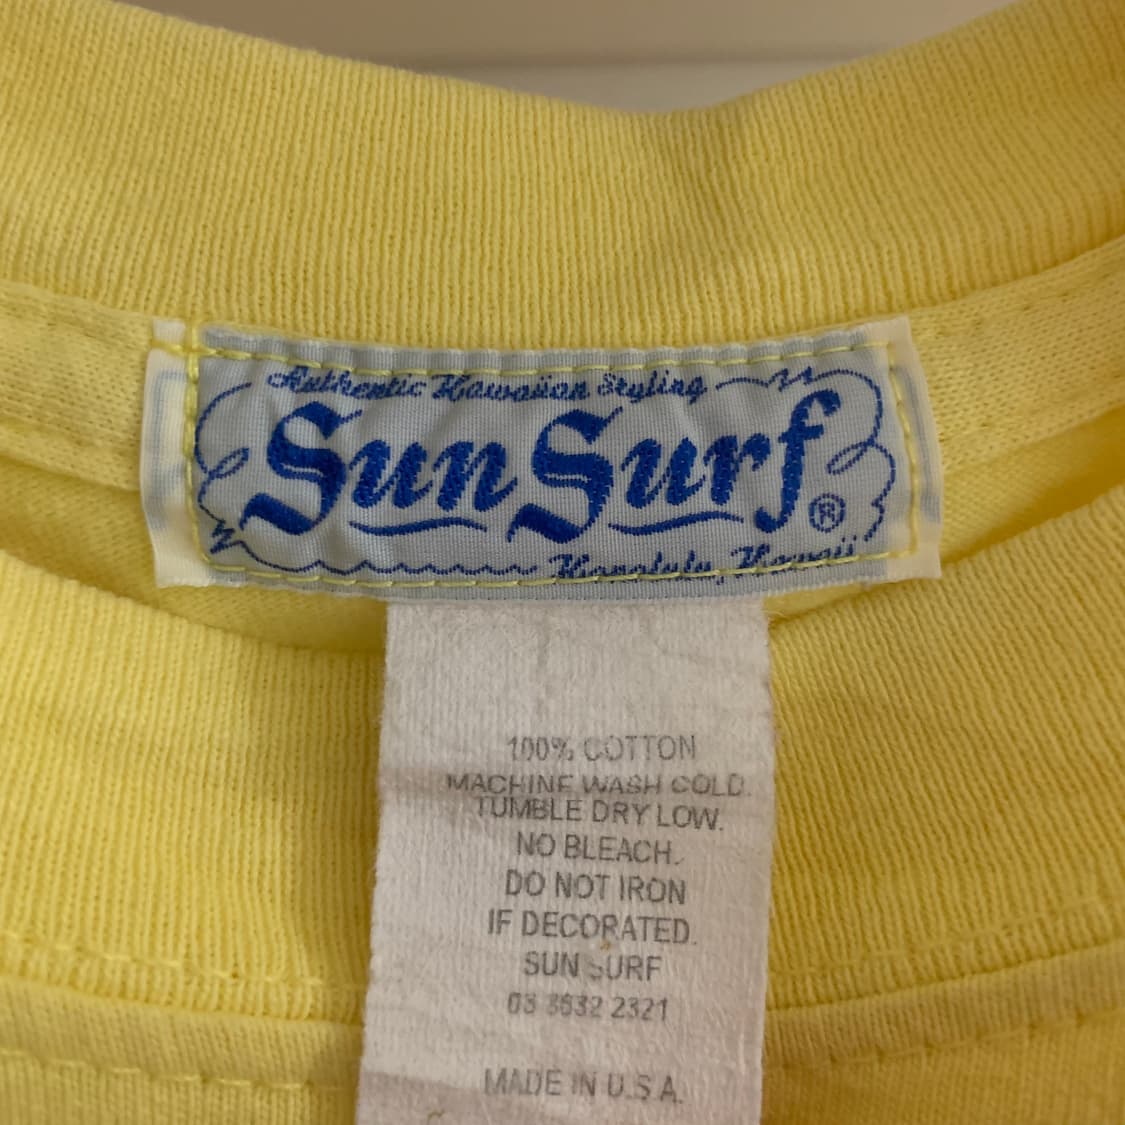 Authentic Hawaiian Styling
Sun Surf ®
Honolulu, Hawaii
100% COTTON
MACHINE WASH COLD.
TUMBLE DRY LOW.
NO BLEACH.
DO NOT IRON
IF DECORATED.
SUN SURF
03 3632 2321
MADE IN U.S.A.